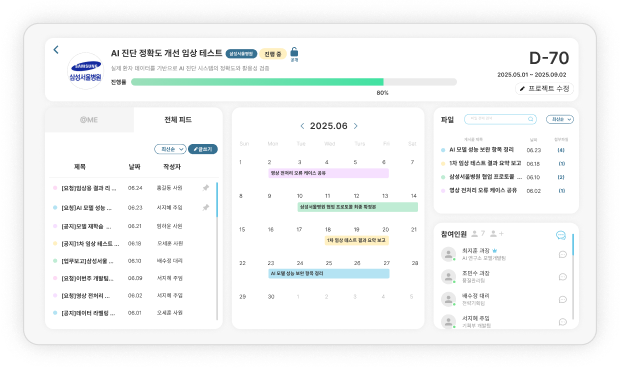 AI 진단 정확도 개선 임상 테스트
삼성서울병원
진행 중
공개
SAMSUNG
삼성서울병원
실제 환자 데이터를 기반으로 AI 진단 시스템의 정확도와 활용성 검증
진행률
80%
D-70
2025.05.01 ~ 2025.09.02
프로젝트 수정
@ME
전체 피드
최신순
글쓰기
제목 날짜 작성자
[요청]임상용 결과 리 ... 06.24 홍길동 사원
[요청]AI 모델 성능 ... 06.23 서지혜 주임
[공지]모델 재학습 ... 06.21
[공지]1차 임상 테스트 ... 06.18 오세훈 사원
[업무보고]삼성서울 ... 06.10 배수정 대리
[요청]이번주 개발팀... 06.09 서지혜 주임
[요청]영상 전처리 ... 06.02 서지혜 주임
[공지]데이터 라벨링 ... 06.01 오세훈 사원
2025.06
Sun Mon Tue Wed Thu Fri Sat
1 2 3 4 5 6 7
영상 전처리 오류 케이스 공유
8 9 10 11 12 13 14
삼성서울병원 협업 프로토콜 최종 확정본
15 16 17 18 19 20 21
1차 임상 테스트 결과 요약 보고
22 23 24 25 26 27 28
AI 모델 성능 보완 항목 정리
29 30 1 2 3 4 5
파일
최신순
날짜
AI 모델 성능 보완 항목 정리 06.23 (4)
1차 임상 테스트 결과 요약 보고 06.18 (1)
삼성서울병원 협업 프로토콜 ... 06.10 (2)
영상 전처리 오류 케이스 공유 06.02 (1)
참여인원 7 +
최지훈 과장
AI 연구소 모델개발팀
조민수 과장
품질관리팀
배수정 대리
전략기획팀
서지혜 주임
기획부 개발팀